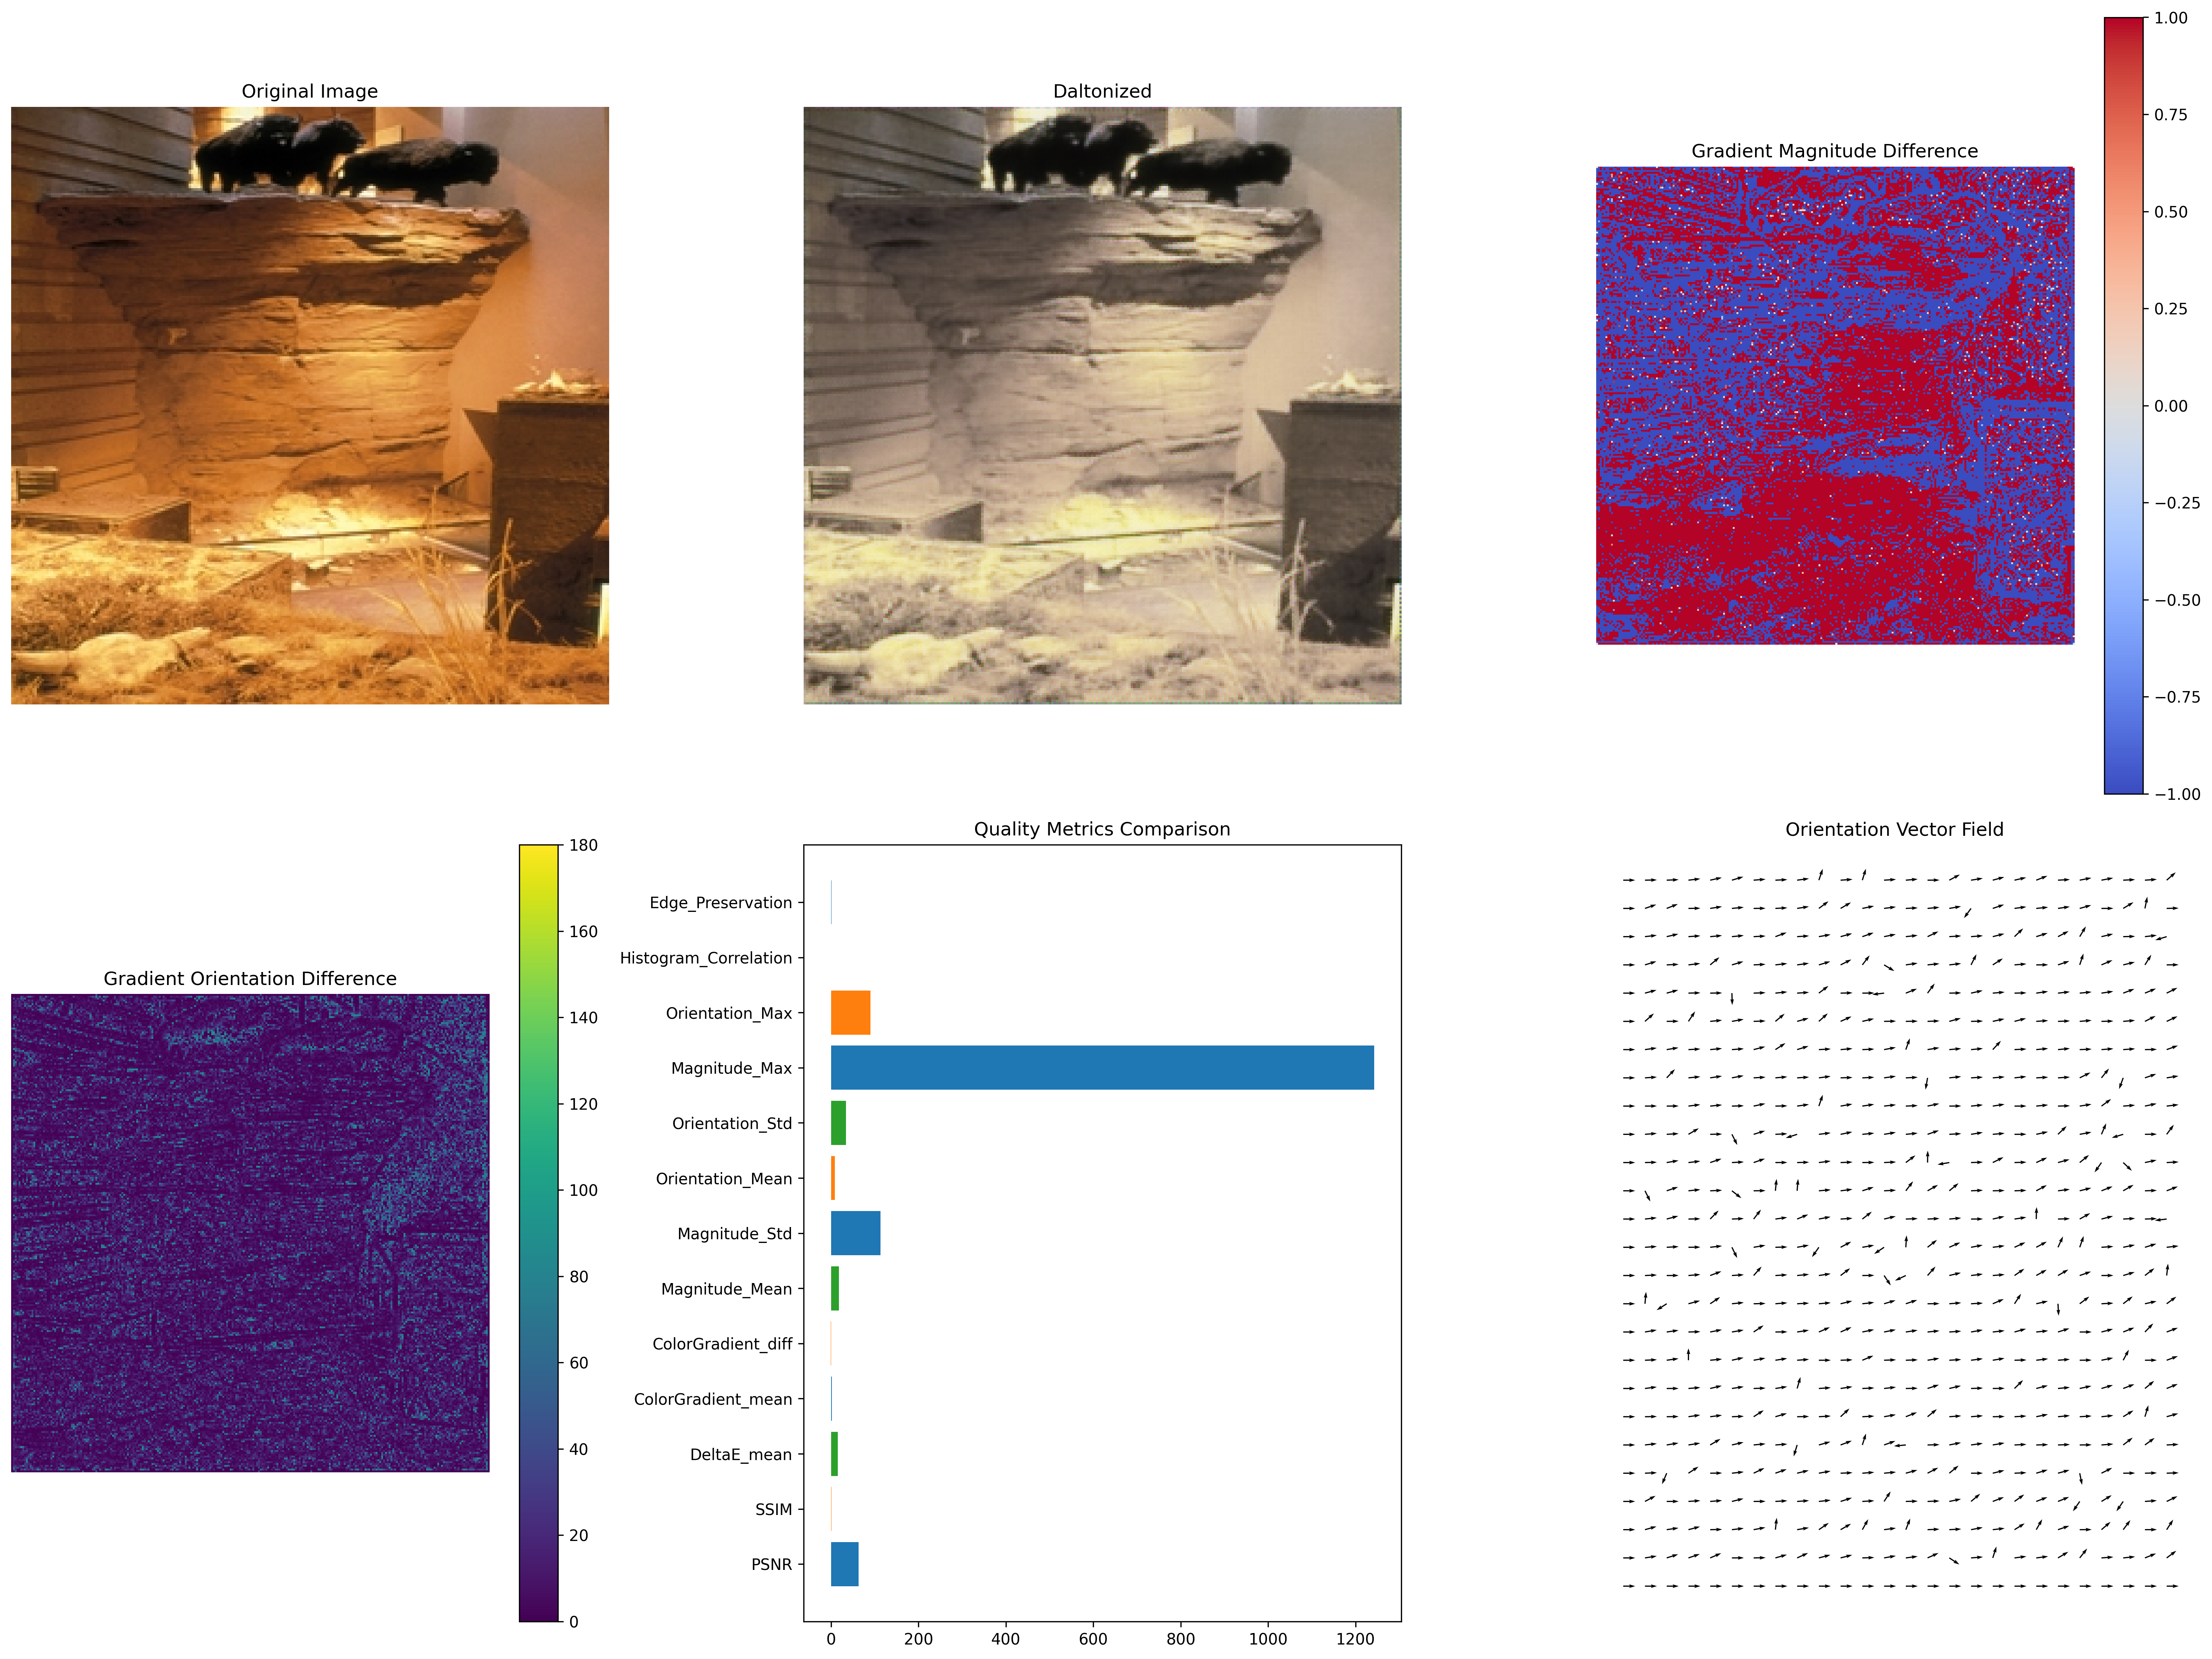 Original Image
Daltonized
Gradient Magnitude Difference
1.00
0.75
0.50
0.25
0.00
−0.25
−0.50
−0.75
−1.00
Gradient Orientation Difference
180
160
140
120
100
80
60
40
20
0
Quality Metrics Comparison
Edge_Preservation
Histogram_Correlation
Orientation_Max
Magnitude_Max
Orientation_Std
Orientation_Mean
Magnitude_Std
Magnitude_Mean
ColorGradient_diff
ColorGradient_mean
DeltaE_mean
SSIM
PSNR
0 200 400 600 800 1000 1200
Orientation Vector Field